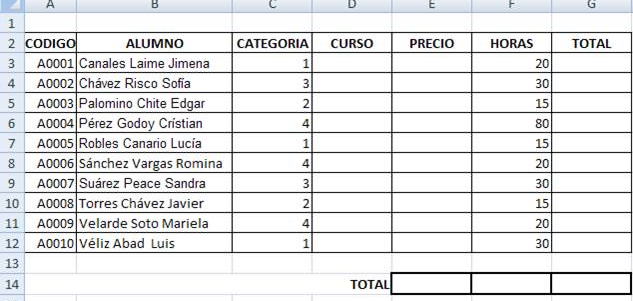 A B C D E F G
1
2 CODIGO ALUMNO CATEGORIA CURSO PRECIO HORAS TOTAL
3 A0001 Canales Laime Jimena 1 20
4 A0002 Chávez Risco Sofía 3 30
5 A0003 Palomino Chite Edgar 2 15
6 A0004 Pérez Godoy Crístian 4 80
7 A0005 Robles Canario Lucía 1 15
8 A0006 Sánchez Vargas Romina 4 20
9 A0007 Suárez Peace Sandra 3 30
10 A0008 Torres Chávez Javier 2 15
11 A0009 Velarde Soto Mariela 4 20
12 A0010 Véliz Abad Luis 1 30
13
14 TOTAL